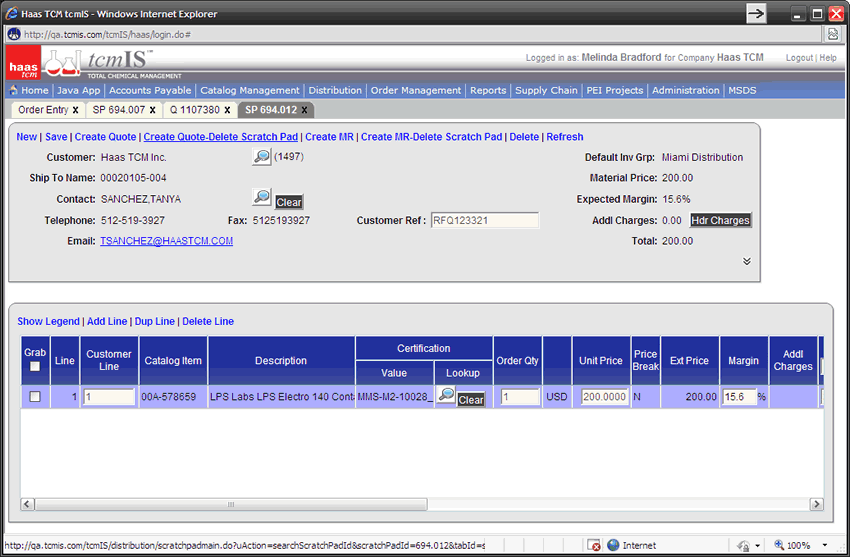 Haas TCM tcmIS - Windows Internet Explorer
http://qa.tcmis.com/tcmIS/haas/login.do#
haas tcm
tcmIS™
TOTAL CHEMICAL MANAGEMENT
Logged in as: Melinda Bradford for Company Haas TCM Logout | Help
Home | Java App | Accounts Payable | Catalog Management | Distribution | Order Management | Reports | Supply Chain | PEI Projects | Administration | MSDS
Order Entry x SP 694.007 x Q 1107380 x SP 694.012 x
New | Save | Create Quote | Create Quote-Delete Scratch Pad | Create MR | Create MR-Delete Scratch Pad | Delete | Refresh
Customer: Haas TCM Inc. (1497) Default Inv Grp: Miami Distribution
Ship To Name: 00020105-004 Material Price: 200.00
Contact: SANCHEZ,TANYA Clear Expected Margin: 15.6%
Telephone: 512-519-3927 Fax: 5125193927 Customer Ref : RFQ123321 Addl Charges: 0.00 Hdr Charges
Email: TSANCHEZ@HAASTCM.COM Total: 200.00
Show Legend | Add Line | Dup Line | Delete Line
Grab Line Customer Line Catalog Item Description Certification Value Lookup Order Qty Unit Price Price Break Ext Price Margin Addl Charges
1 1 00A-578659 LPS Labs LPS Electro 140 Conta MMS-M2-10028_ Clear 1 USD 200.0000 N 200.00 15.6 %
http://qa.tcmis.com/tcmIS/distribution/scratchpadmain.do?uAction=searchScratchPadId&scratchPadId=694.012&tabId=s Internet 100%